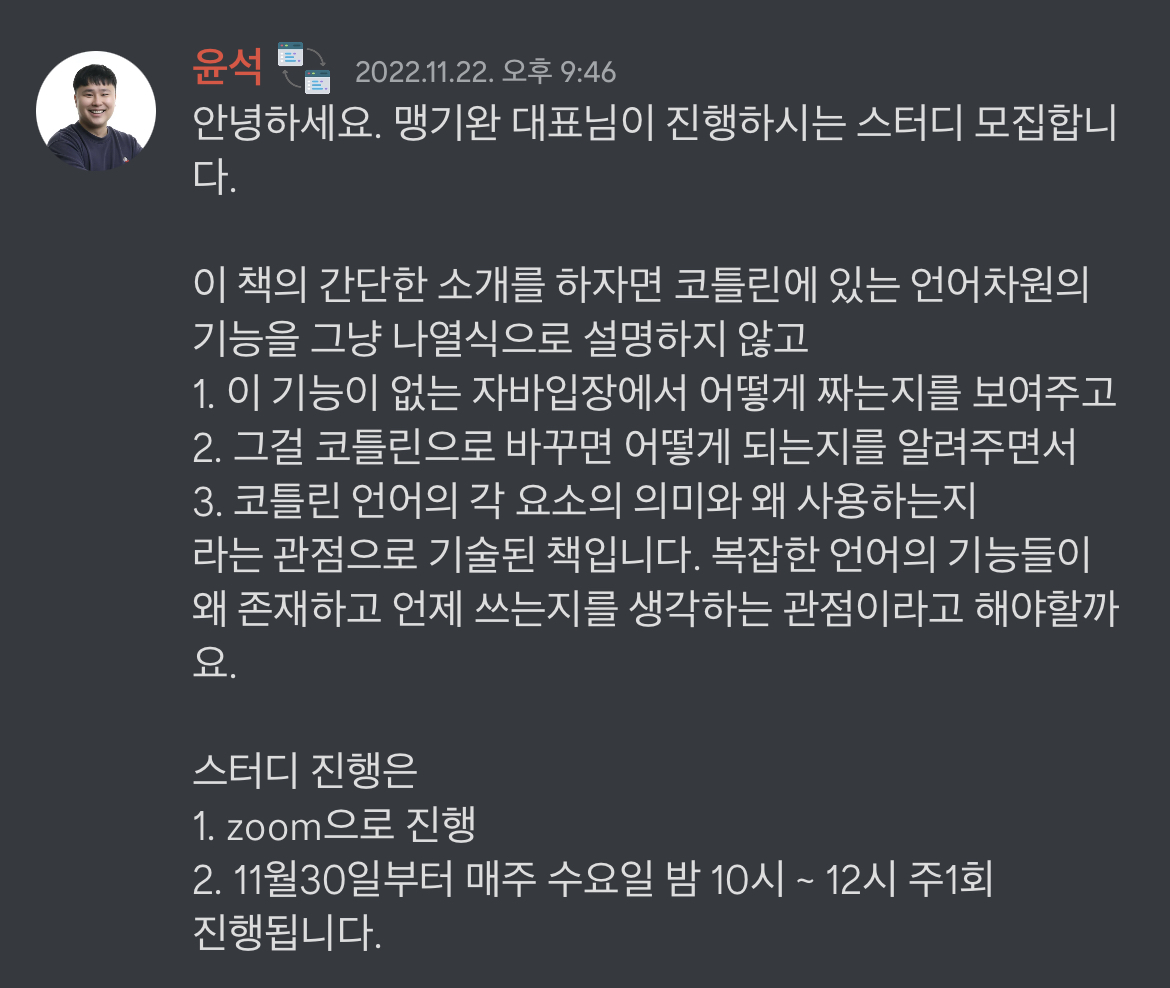 윤석 2022.11.22. 오후 9:46
안녕하세요. 맹기완 대표님이 진행하시는 스터디 모집합니
다.
이 책의 간단한 소개를 하자면 코틀린에 있는 언어차원의
기능을 그냥 나열식으로 설명하지 않고
1. 이 기능이 없는 자바입장에서 어떻게 짜는지를 보여주고
2. 그걸 코틀린으로 바꾸면 어떻게 되는지를 알려주면서
3. 코틀린 언어의 각 요소의 의미와 왜 사용하는지
라는 관점으로 기술된 책입니다. 복잡한 언어의 기능들이
왜 존재하고 언제 쓰는지를 생각하는 관점이라고 해야할까
요.
스터디 진행은
1. zoom으로 진행
2. 11월30일부터 매주 수요일 밤 10시 ~ 12시 주1회
진행됩니다.